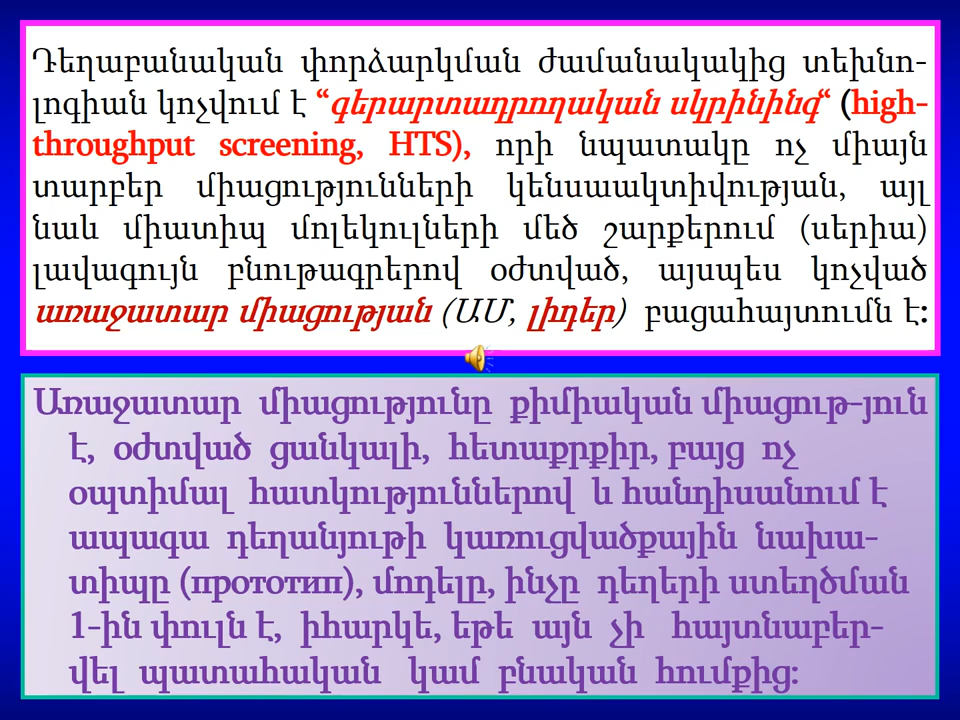 Դեղաբանական փորձարկման ժամանակակից տեխնո-
լոգիան կոչվում է “գերարտադրողական սկրինինգ“ (high-
throughput screening, HTS), որի նպատակը ոչ միայն
տարբեր միացությունների կենսաակտիվության, այլ
նաև միատիպ մոլեկուլների մեծ շարքերում (սերիա)
լավագույն բնութագրերով օժտված, այսպես կոչված
առաջատար միացության (ԱՄ, լիդեր) բացահայտումն է:
Առաջատար միացությունը քիմիական միացութ-յուն
է, օժտված ցանկալի, հետաքրքիր, բայց ոչ
օպտիմալ հատկություններով և հանդիսանում է
ապագա դեղանյութի կառուցվածքային նախա-
տիպը (прототип), մոդելը, ինչը դեղերի ստեղծման
1-ին փուլն է, իհարկե, եթե այն չի հայտնաբեր-
վել պատահական կամ բնական հումքից: